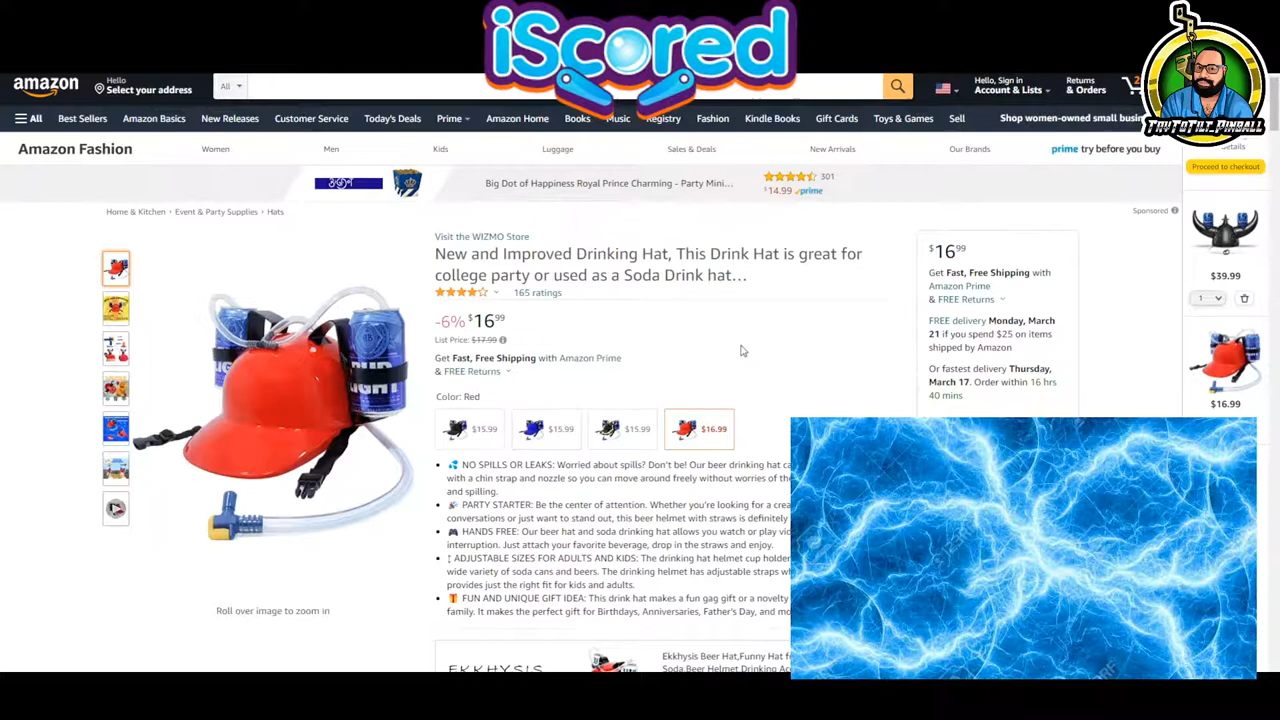 iScored
TRYTOTILT_PINBALL
amazon
Hello
Select your address
All
Hello, Sign in
Account & Lists
Returns
& Orders
2
All
Best Sellers
Amazon Basics
New Releases
Customer Service
Today's Deals
Prime
Amazon Home
Books
Music
Registry
Fashion
Gift Cards
Toys & Games
Sell
Shop women-owned small busin
Amazon Fashion
Women
Men
Kids
Luggage
Sales & Deals
New Arrivals
Our Brands
prime try before you buy
Details
Proceed to checkout
Big Dot of Happiness Royal Prince Charming - Party Mini...
301
$14.99 prime
Home & Kitchen › Event & Party Supplies › Hats
Sponsored
Visit the WIZMO Store
New and Improved Drinking Hat, This Drink Hat is great for
college party or used as a Soda Drink hat...
165 ratings
-6% $16.99
List Price: $17.99
Get Fast, Free Shipping with Amazon Prime
& FREE Returns
Color: Red
$15.99
$15.99
$15.99
$16.99
NO SPILLS OR LEAKS: Worried about spills? Don't be! Our beer drinking hat ca
with a chin strap and nozzle so you can move around freely without worries of the
and spilling.
PARTY STARTER: Be the center of attention. Whether you're looking for a crea
conversations or just want to stand out, this beer helmet with straws is definitely
HANDS FREE: Our beer hat and soda drinking hat allows you watch or play vid
interruption. Just attach your favorite beverage, drop in the straws and enjoy.
ADJUSTABLE SIZES FOR ADULTS AND KIDS: The drinking hat helmet cup holder
wide variety of soda cans and beers. The drinking helmet has adjustable straps w
provides just the right fit for kids and adults.
FUN AND UNIQUE GIFT IDEA: This drink hat makes a fun gag gift or a novelty
family. It makes the perfect gift for Birthdays, Anniversaries, Father's Day, and mo
$16.99
Get Fast, Free Shipping with
Amazon Prime
& FREE Returns
FREE delivery Monday, March
21 if you spend $25 on items
shipped by Amazon
Or fastest delivery Thursday,
March 17. Order within 16 hrs
40 mins
$39.99
1
$16.99
BUD
LIGHT
Roll over image to zoom in
EKKHYSIS
Ekkhysis Beer Hat,Funny Hat f
Soda,Beer Helmet,Drinking Ac